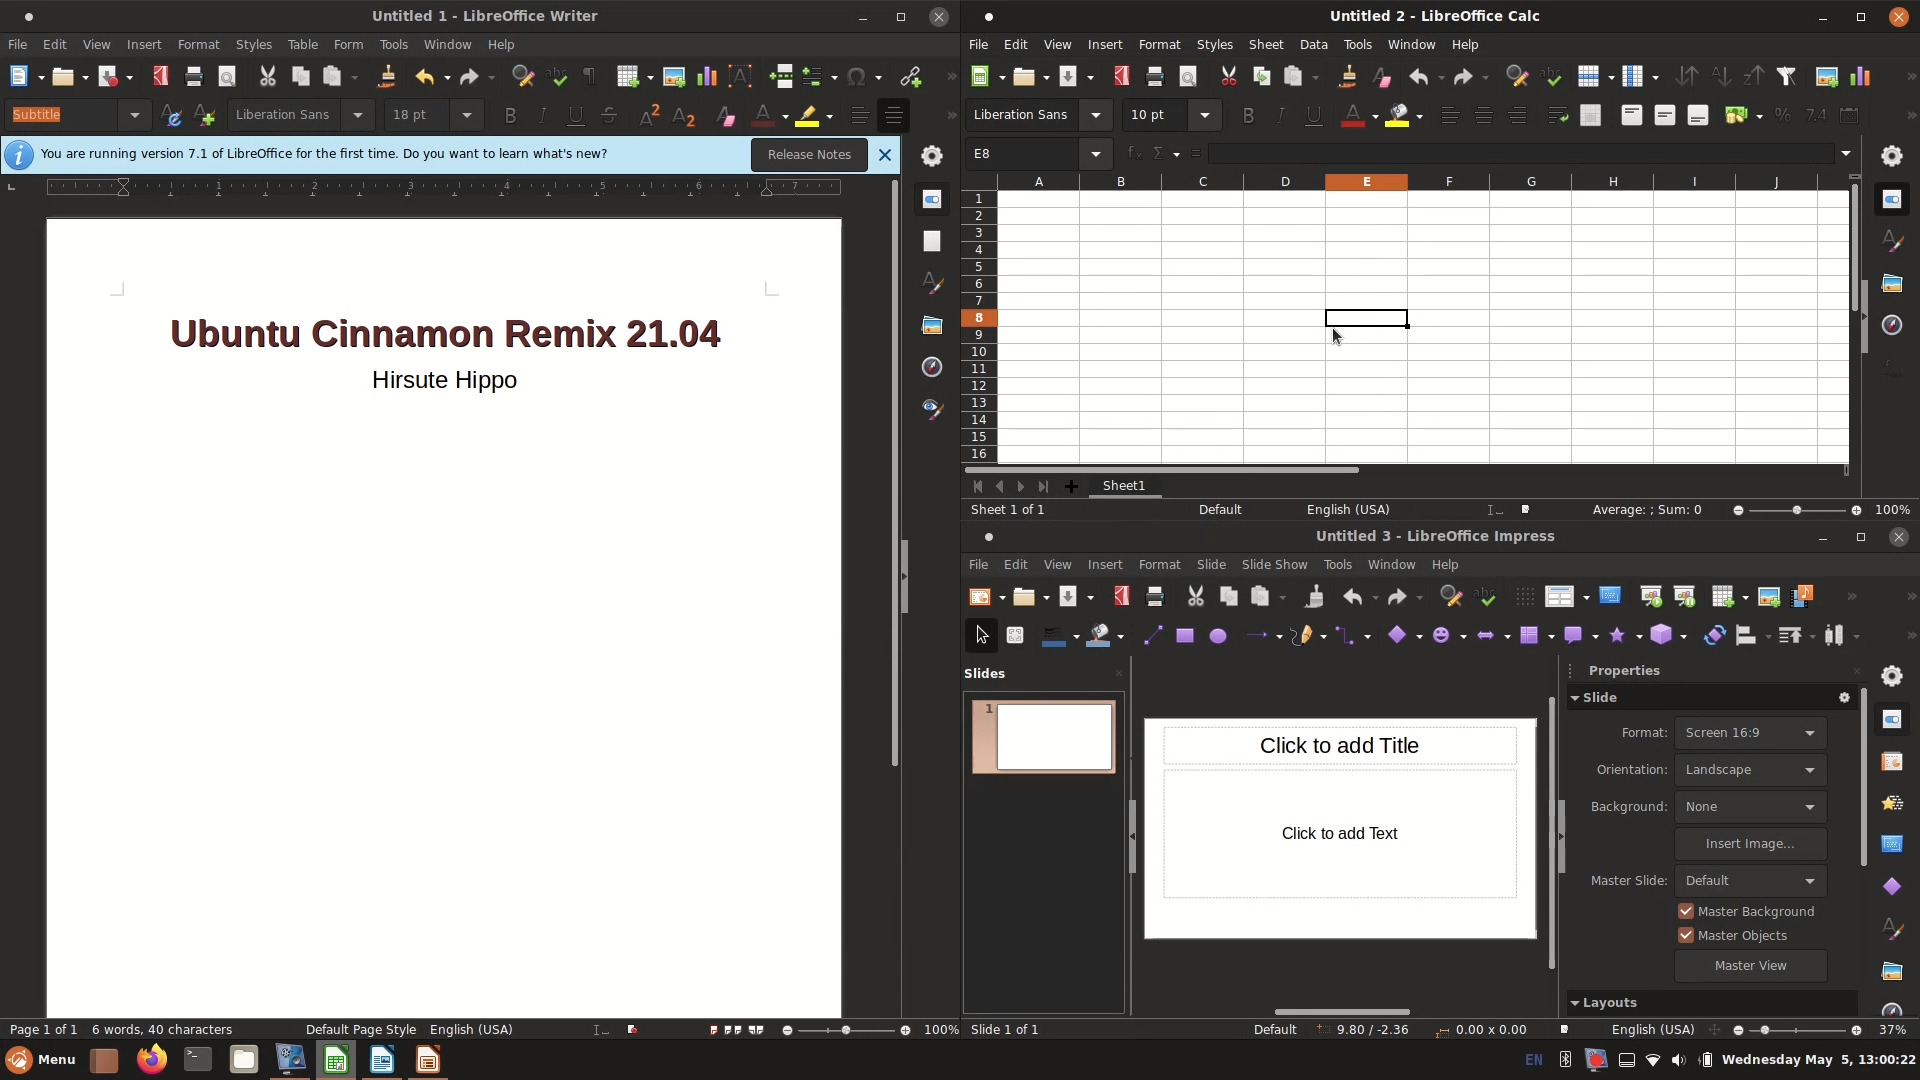 Untitled 1 - LibreOffice Writer
File Edit View Insert Format Styles Table Form Tools Window Help
Subtitle Liberation Sans 18 pt
You are running version 7.1 of LibreOffice for the first time. Do you want to learn what's new? Release Notes
1 2 3 4 5 6 7
Ubuntu Cinnamon Remix 21.04
Hirsute Hippo
Page 1 of 1 6 words, 40 characters Default Page Style English (USA) 100%
Untitled 2 - LibreOffice Calc
File Edit View Insert Format Styles Sheet Data Tools Window Help
Liberation Sans 10 pt
E8
A B C D E F G H I J
1
2
3
4
5
6
7
8
9
10
11
12
13
14
15
16
Sheet1
Sheet 1 of 1 Default English (USA) Average: ; Sum: 0 100%
Untitled 3 - LibreOffice Impress
File Edit View Insert Format Slide Slide Show Tools Window Help
Slides
1
Click to add Title
Click to add Text
Properties
Slide
Format: Screen 16:9
Orientation: Landscape
Background: None
Insert Image...
Master Slide: Default
Master Background
Master Objects
Master View
Layouts
Slide 1 of 1 Default 9.80 / -2.36 0.00 x 0.00 English (USA) 37%
Menu EN Wednesday May 5, 13:00:22